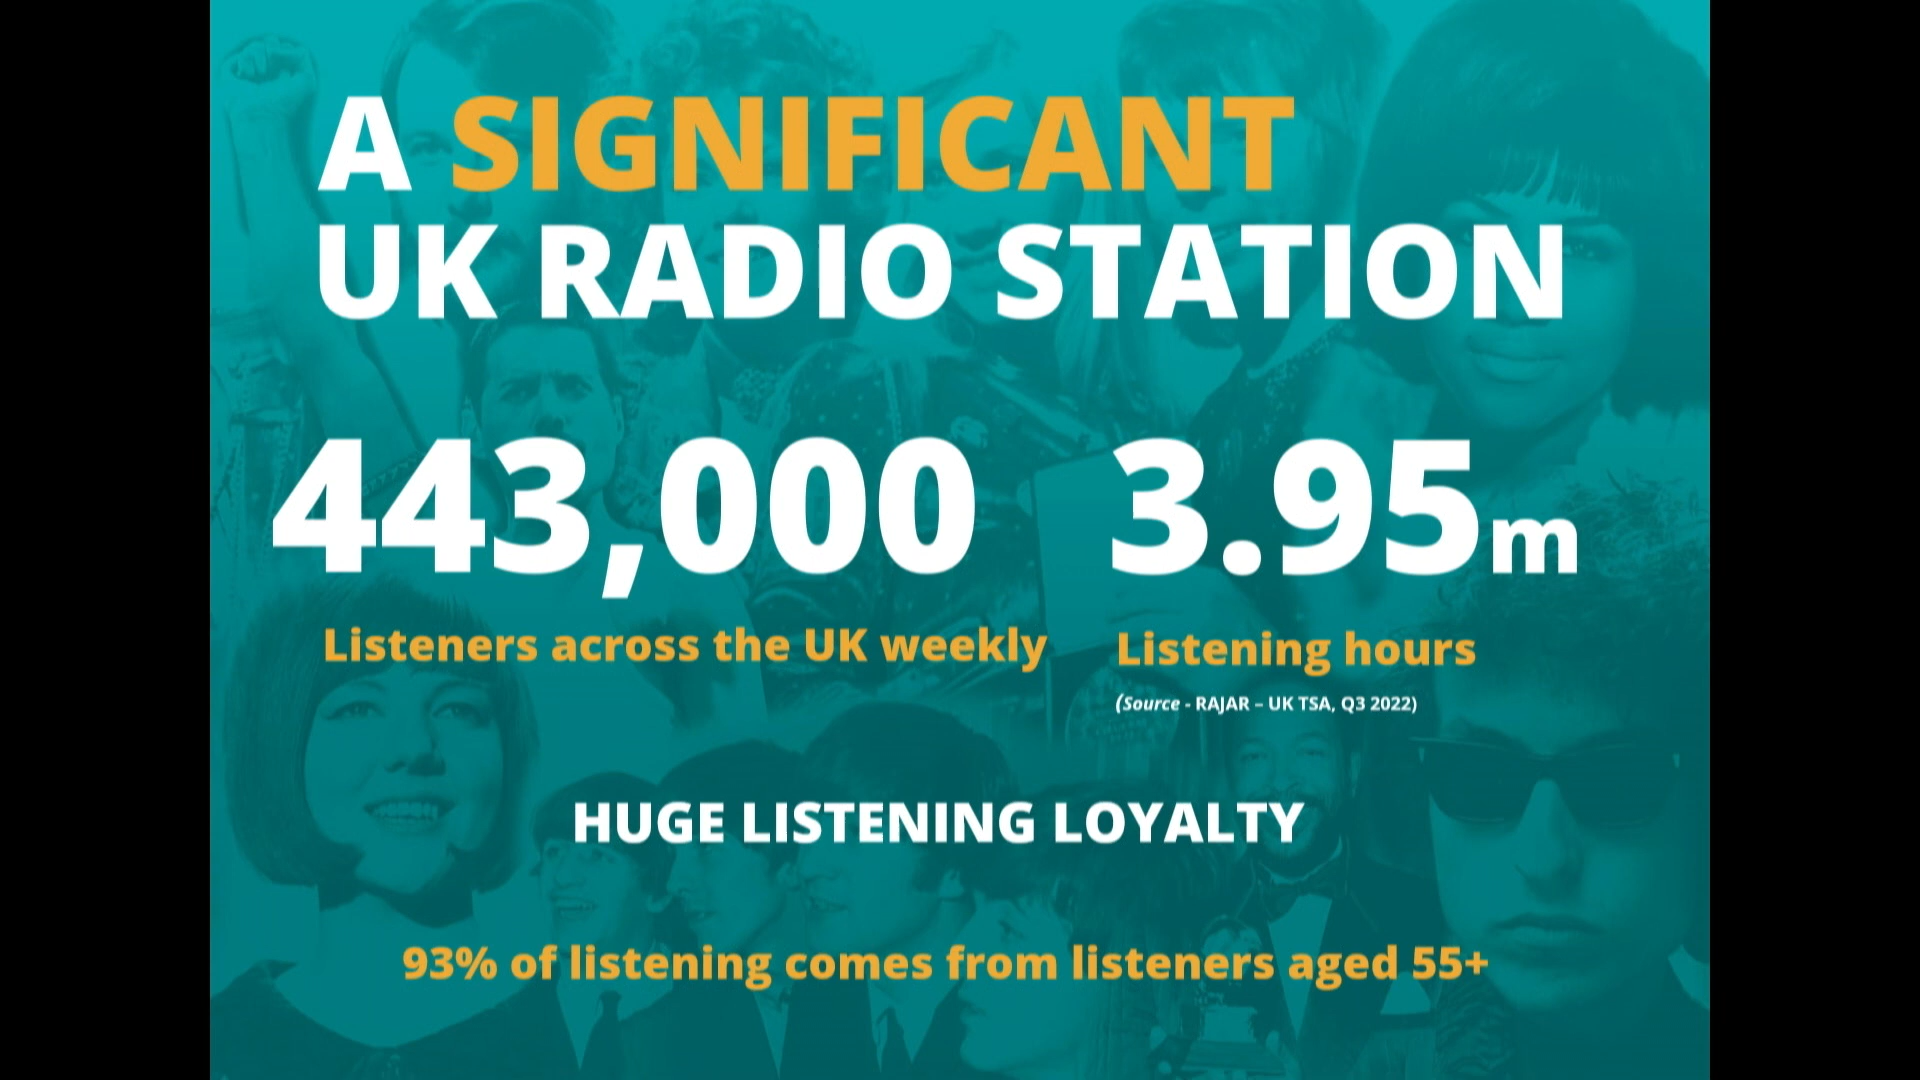 A SIGNIFICANT
UK RADIO STATION
443,000
Listeners across the UK weekly
3.95m
Listening hours
(Source - RAJAR – UK TSA, Q3 2022)
HUGE LISTENING LOYALTY
93% of listening comes from listeners aged 55+